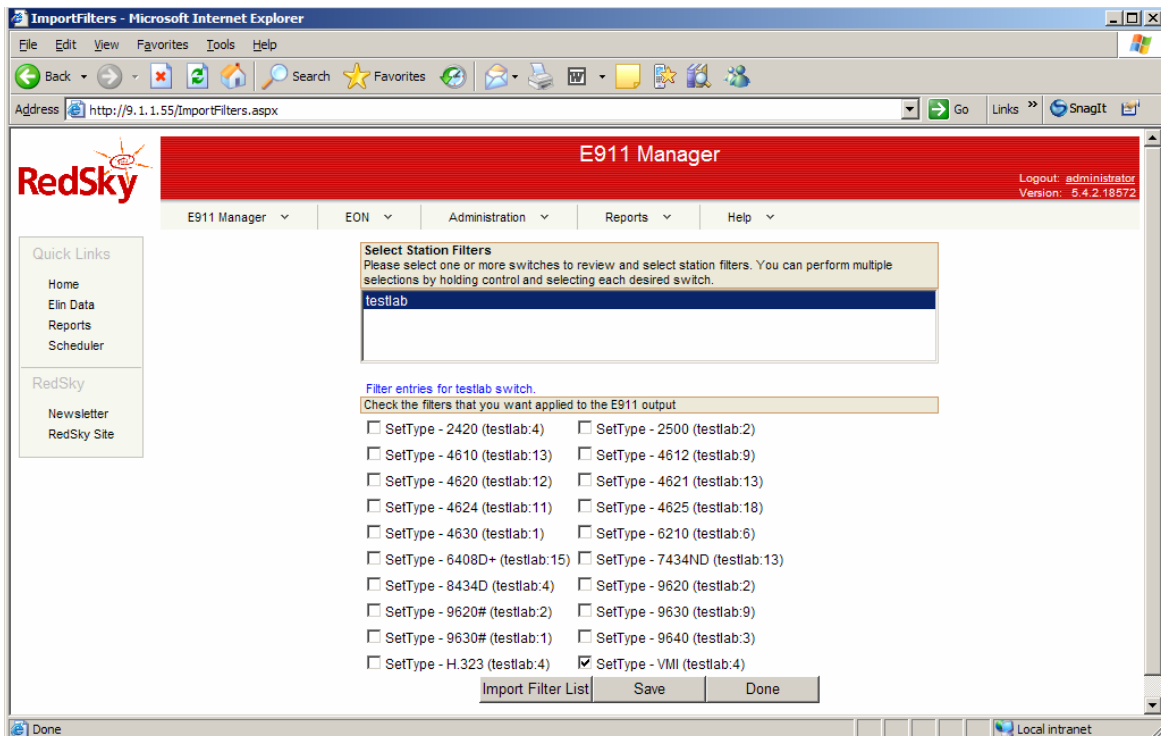 ImportFilters - Microsoft Internet Explorer
File Edit View Favorites Tools Help
Back Search Favorites
Address http://9.1.1.55/ImportFilters.aspx Go Links » SnagIt
RedSky
E911 Manager
Logout: administrator
Version: 5.4.2.18572
E911 Manager EON Administration Reports Help
Quick Links
Home
Elin Data
Reports
Scheduler
RedSky
Newsletter
RedSky Site
Select Station Filters
Please select one or more switches to review and select station filters. You can perform multiple
selections by holding control and selecting each desired switch.
testlab
Filter entries for testlab switch.
Check the filters that you want applied to the E911 output
SetType - 2420 (testlab:4) SetType - 2500 (testlab:2)
SetType - 4610 (testlab:13) SetType - 4612 (testlab:9)
SetType - 4620 (testlab:12) SetType - 4621 (testlab:13)
SetType - 4624 (testlab:11) SetType - 4625 (testlab:18)
SetType - 4630 (testlab:1) SetType - 6210 (testlab:6)
SetType - 6408D+ (testlab:15) SetType - 7434ND (testlab:13)
SetType - 8434D (testlab:4) SetType - 9620 (testlab:2)
SetType - 9620# (testlab:2) SetType - 9630 (testlab:9)
SetType - 9630# (testlab:1) SetType - 9640 (testlab:3)
SetType - H.323 (testlab:4) SetType - VMI (testlab:4)
Import Filter List Save Done
Done Local intranet